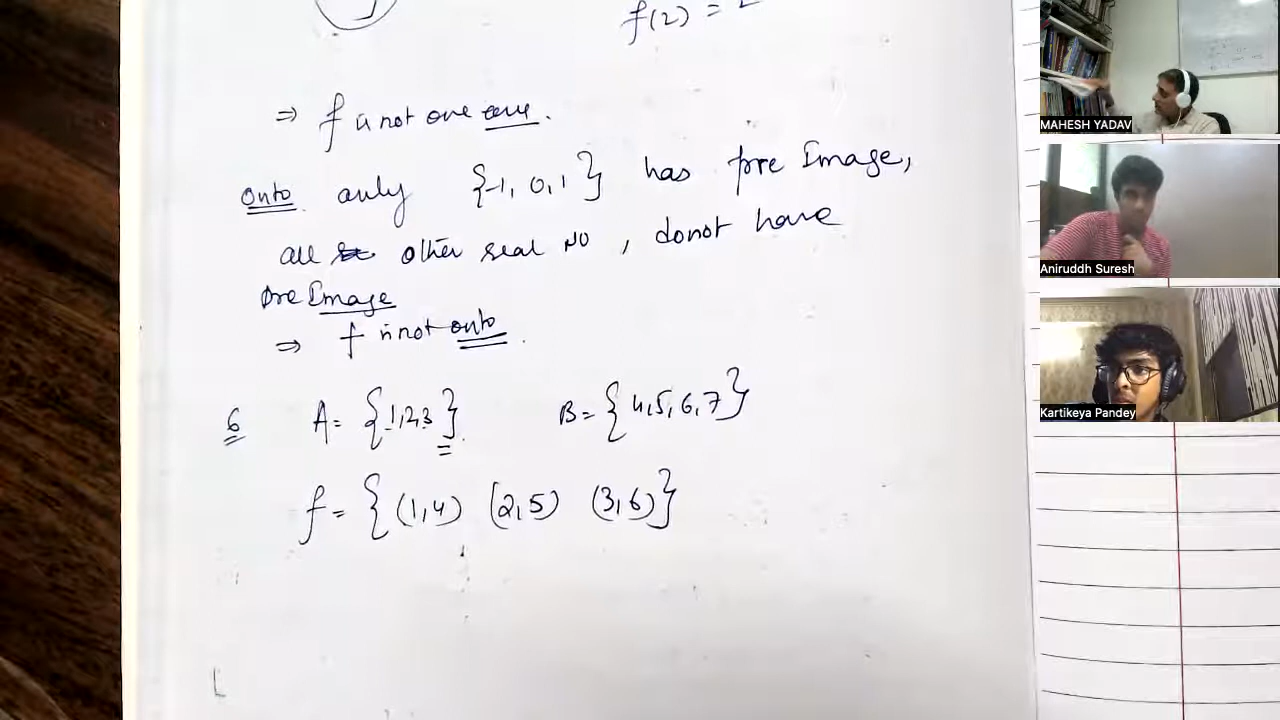 f(2) =
⇒ f is not one one.
Onto only {-1, 0, 1} has pre Image,
all other real No, donot have
pre Image
⇒ f is not onto.
6 A = {1,2,3} B = {4,5,6,7}
f = {(1,4) (2,5) (3,6)}
MAHESH YADAV
Aniruddh Suresh
Kartikeya Pandey